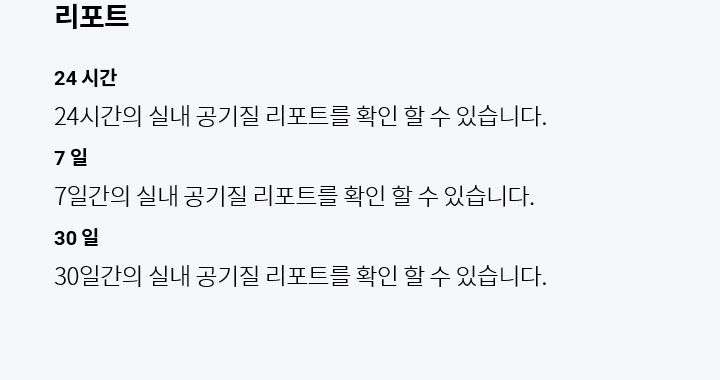 리포트
24 시간
24시간의 실내 공기질 리포트를 확인 할 수 있습니다.
7 일
7일간의 실내 공기질 리포트를 확인 할 수 있습니다.
30 일
30일간의 실내 공기질 리포트를 확인 할 수 있습니다.